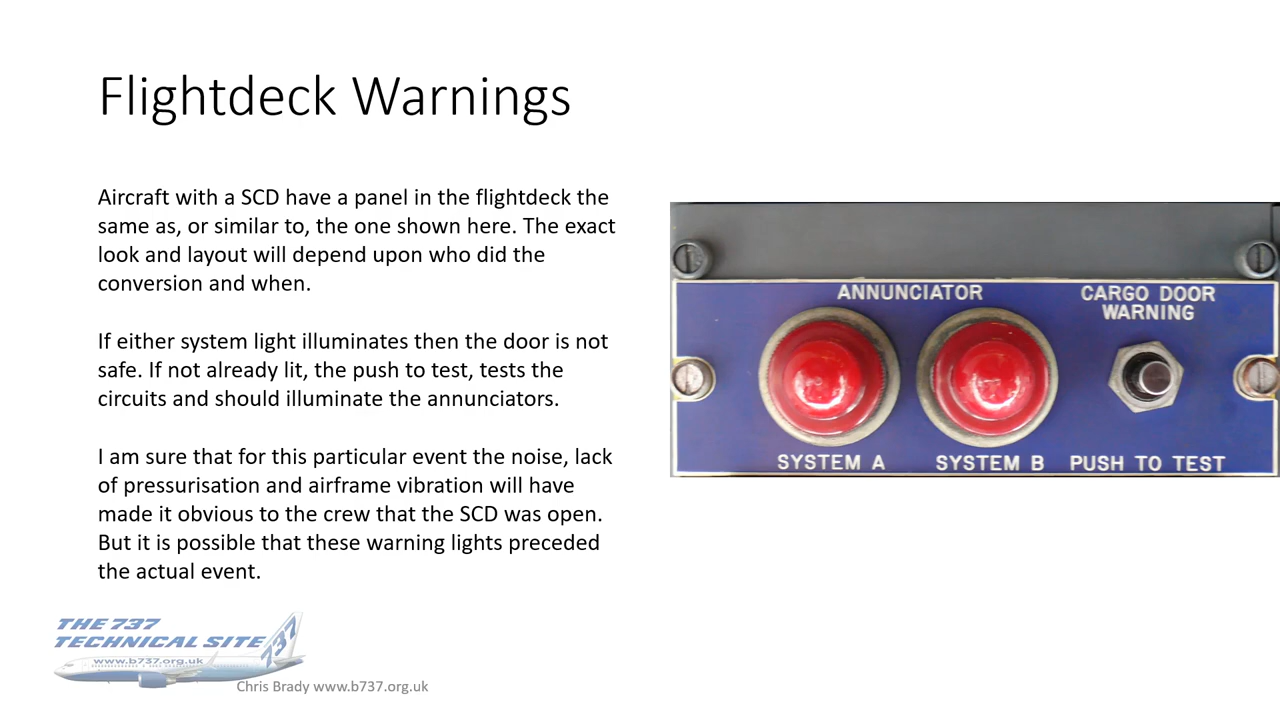 Flightdeck Warnings
Aircraft with a SCD have a panel in the flightdeck the
same as, or similar to, the one shown here. The exact
look and layout will depend upon who did the
conversion and when.
If either system light illuminates then the door is not
safe. If not already lit, the push to test, tests the
circuits and should illuminate the annunciators.
I am sure that for this particular event the noise, lack
of pressurisation and airframe vibration will have
made it obvious to the crew that the SCD was open.
But it is possible that these warning lights preceded
the actual event.
ANNUNCIATOR
CARGO DOOR
WARNING
SYSTEM A
SYSTEM B
PUSH TO TEST
THE 737
TECHNICAL SITE
737
www.b737.org.uk
Chris Brady www.b737.org.uk